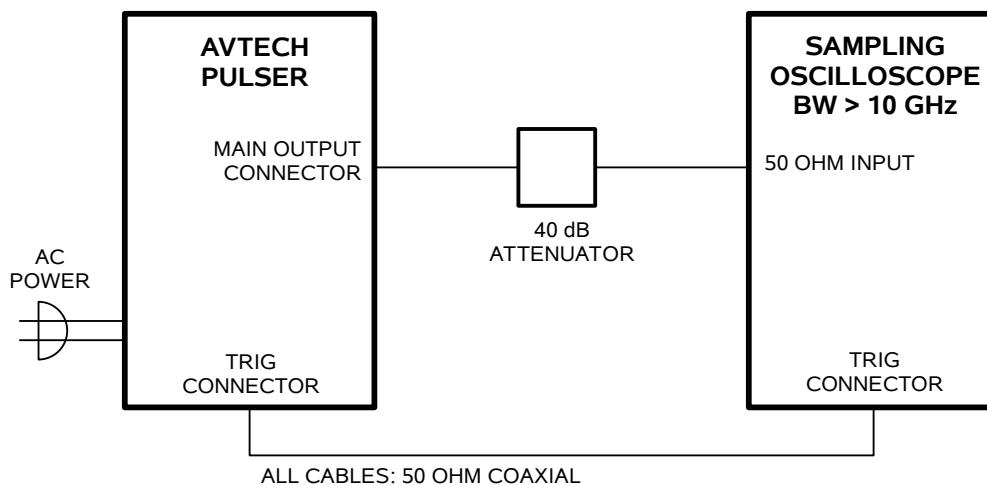 AVTECH
PULSER
SAMPLING
OSCILLOSCOPE
BW > 10 GHz
MAIN OUTPUT
CONNECTOR
50 OHM INPUT
40 dB
ATTENUATOR
AC
POWER
TRIG
CONNECTOR
TRIG
CONNECTOR
ALL CABLES: 50 OHM COAXIAL